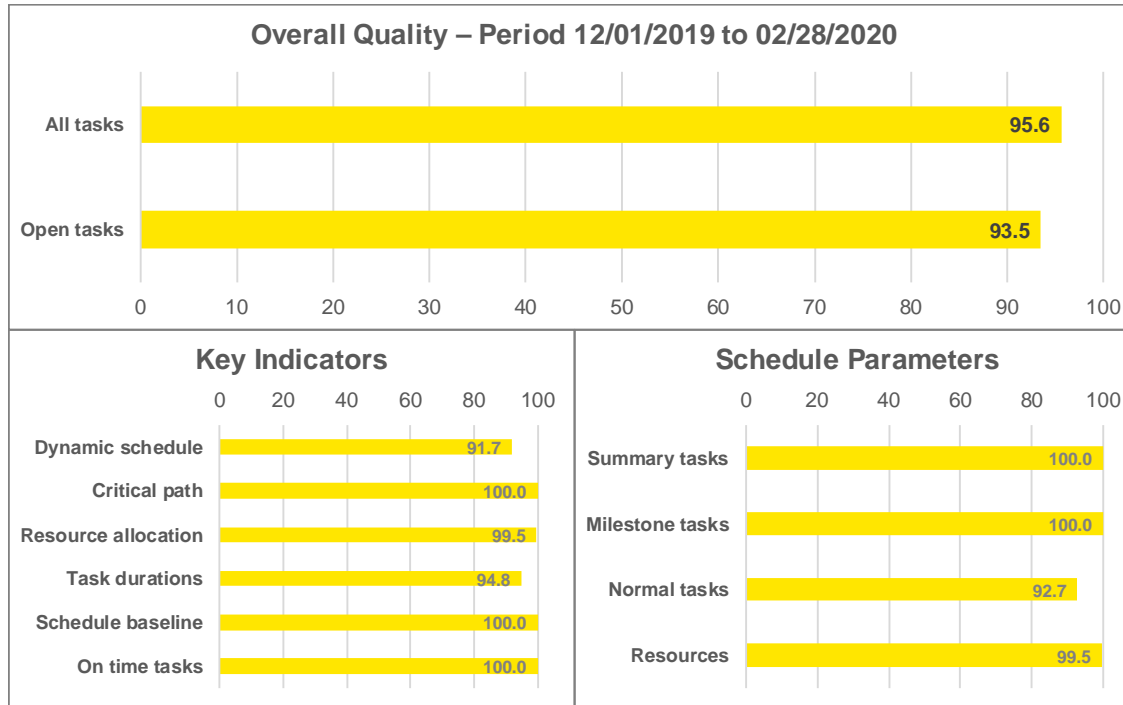 Overall Quality – Period 12/01/2019 to 02/28/2020
All tasks
95.6
Open tasks
93.5
0 10 20 30 40 50 60 70 80 90 100
Key Indicators
0 20 40 60 80 100
Dynamic schedule
91.7
Critical path
100.0
Resource allocation
99.5
Task durations
94.8
Schedule baseline
100.0
On time tasks
100.0
Schedule Parameters
0 20 40 60 80 100
Summary tasks
100.0
Milestone tasks
100.0
Normal tasks
92.7
Resources
99.5